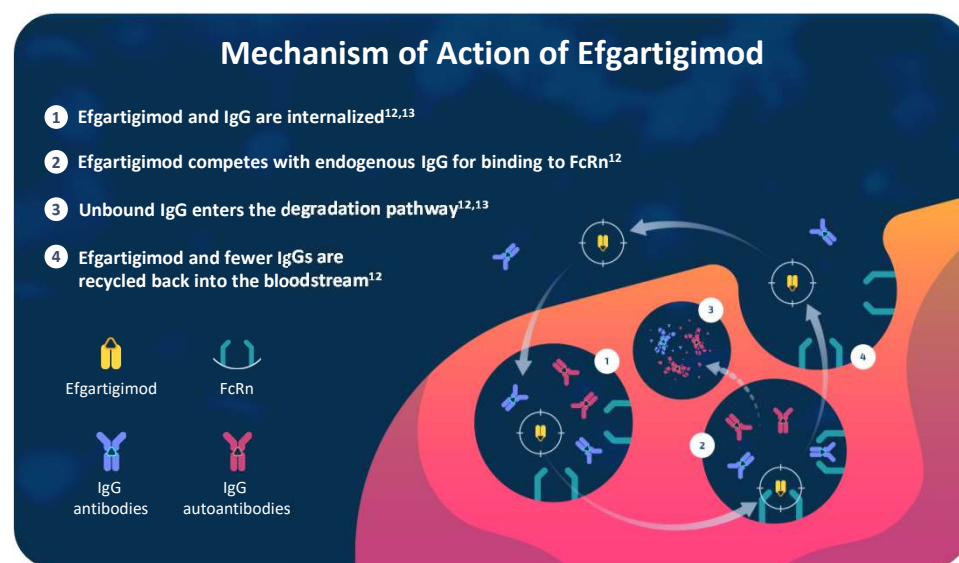 Mechanism of Action of Efgartigimod
1 Efgartigimod and IgG are internalized12,13
2 Efgartigimod competes with endogenous IgG for binding to FcRn12
3 Unbound IgG enters the degradation pathway12,13
4 Efgartigimod and fewer IgGs are
recycled back into the bloodstream12
Efgartigimod
FcRn
IgG
antibodies
IgG
autoantibodies
1
2
3
4